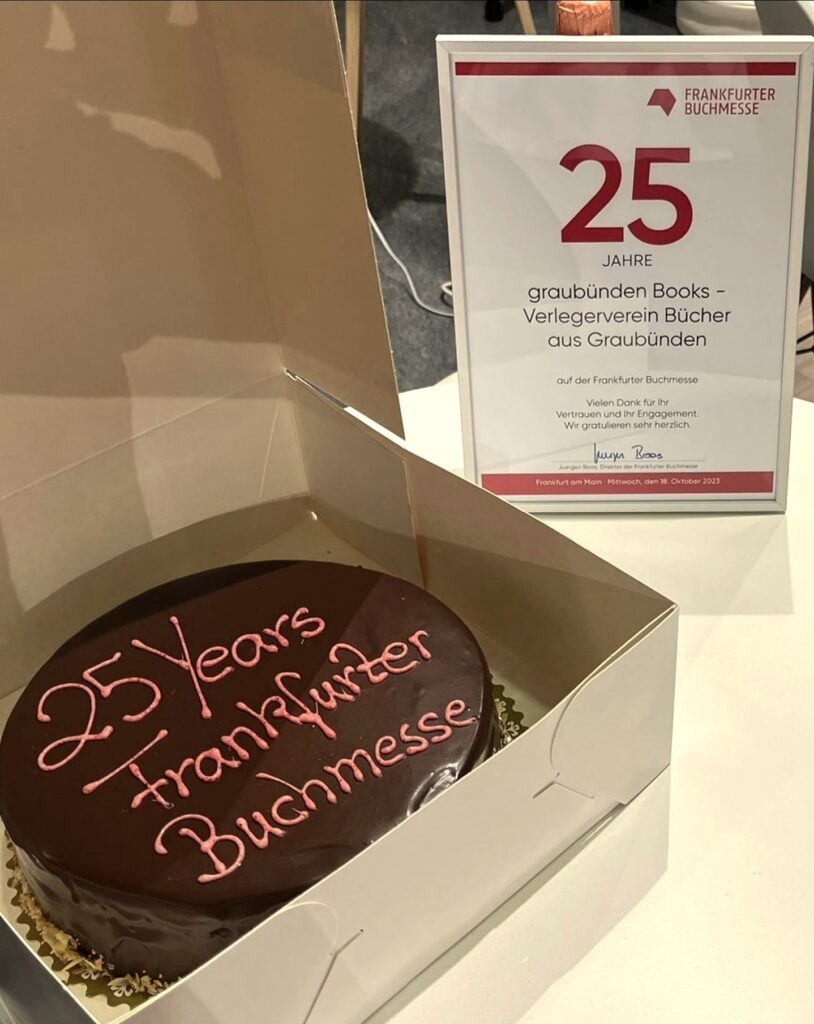 FRANKFURTER
BUCHMESSE
25
JAHRE
graubünden Books -
Verlegerverein Bücher
aus Graubünden
auf der Frankfurter Buchmesse
Vielen Dank für Ihr
Vertrauen und Ihr Engagement.
Wir gratulieren sehr herzlich.
Juergen Boos
Juergen Boos, Direktor der Frankfurter Buchmesse
Frankfurt am Main · Mittwoch, den 18. Oktober 2023
25 Years
Frankfurter
Buchmesse